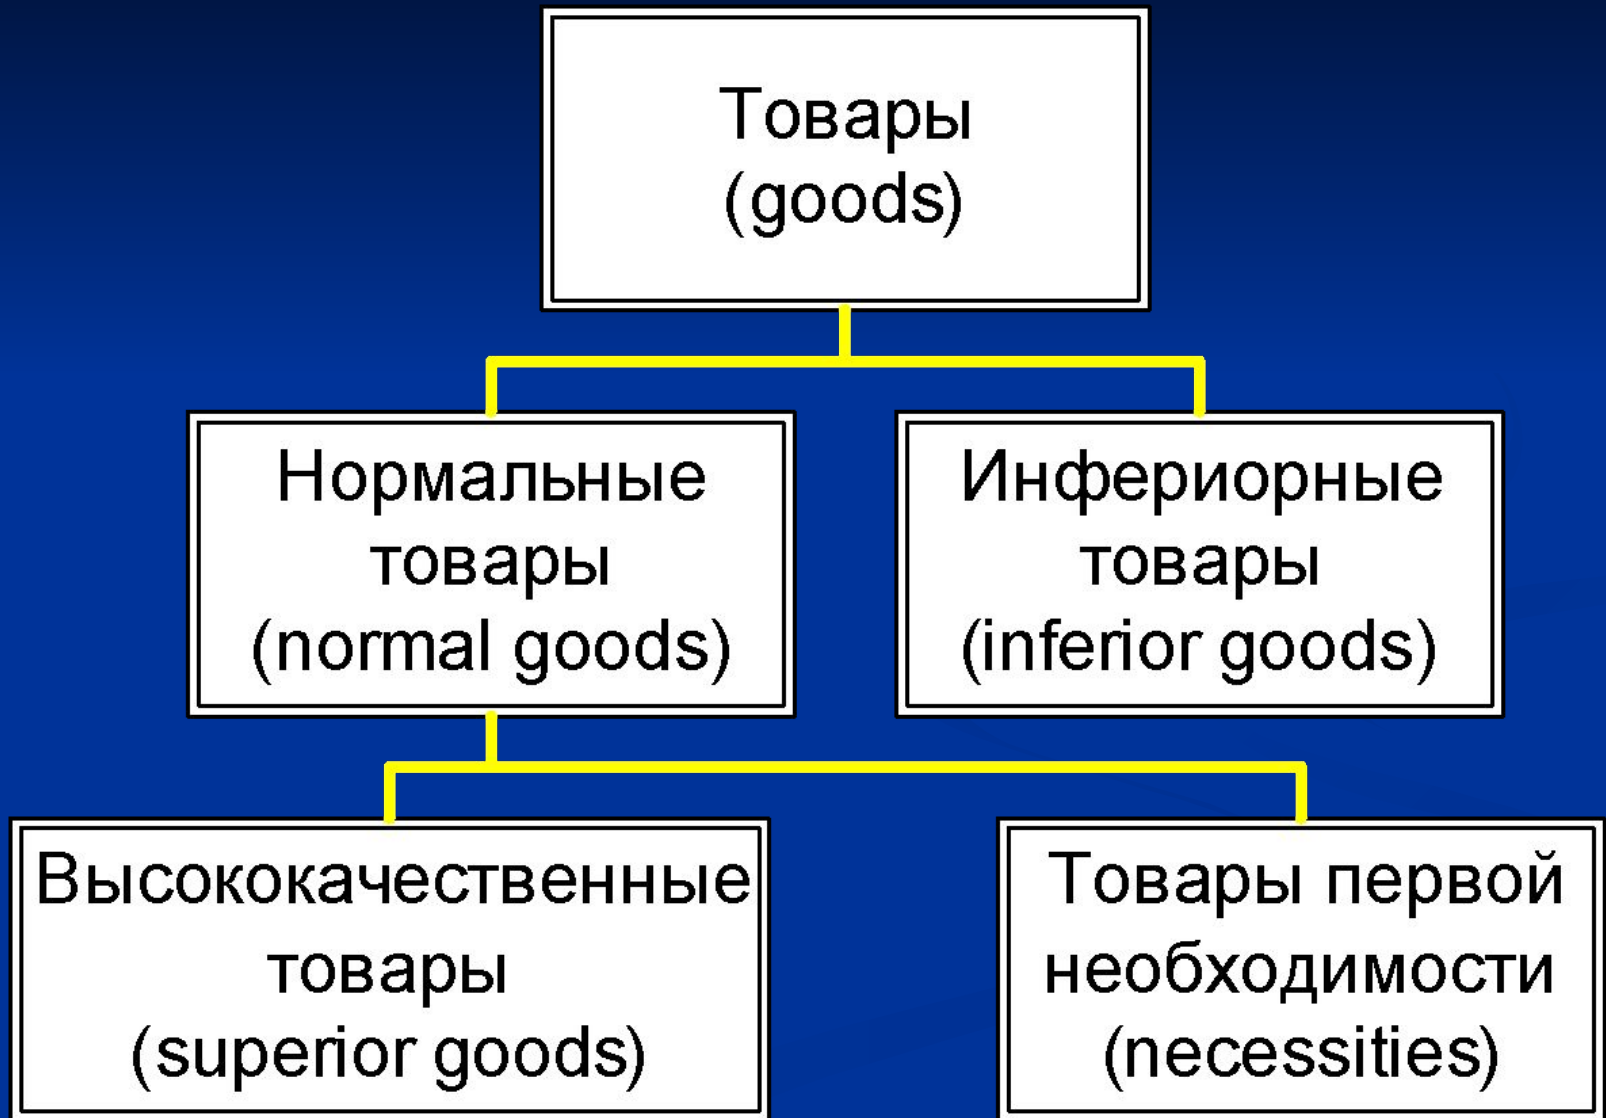 Товары
(goods)
Нормальные
товары
(normal goods)
Инфериорные
товары
(inferior goods)
Высококачественные
товары
(superior goods)
Товары первой
необходимости
(necessities)